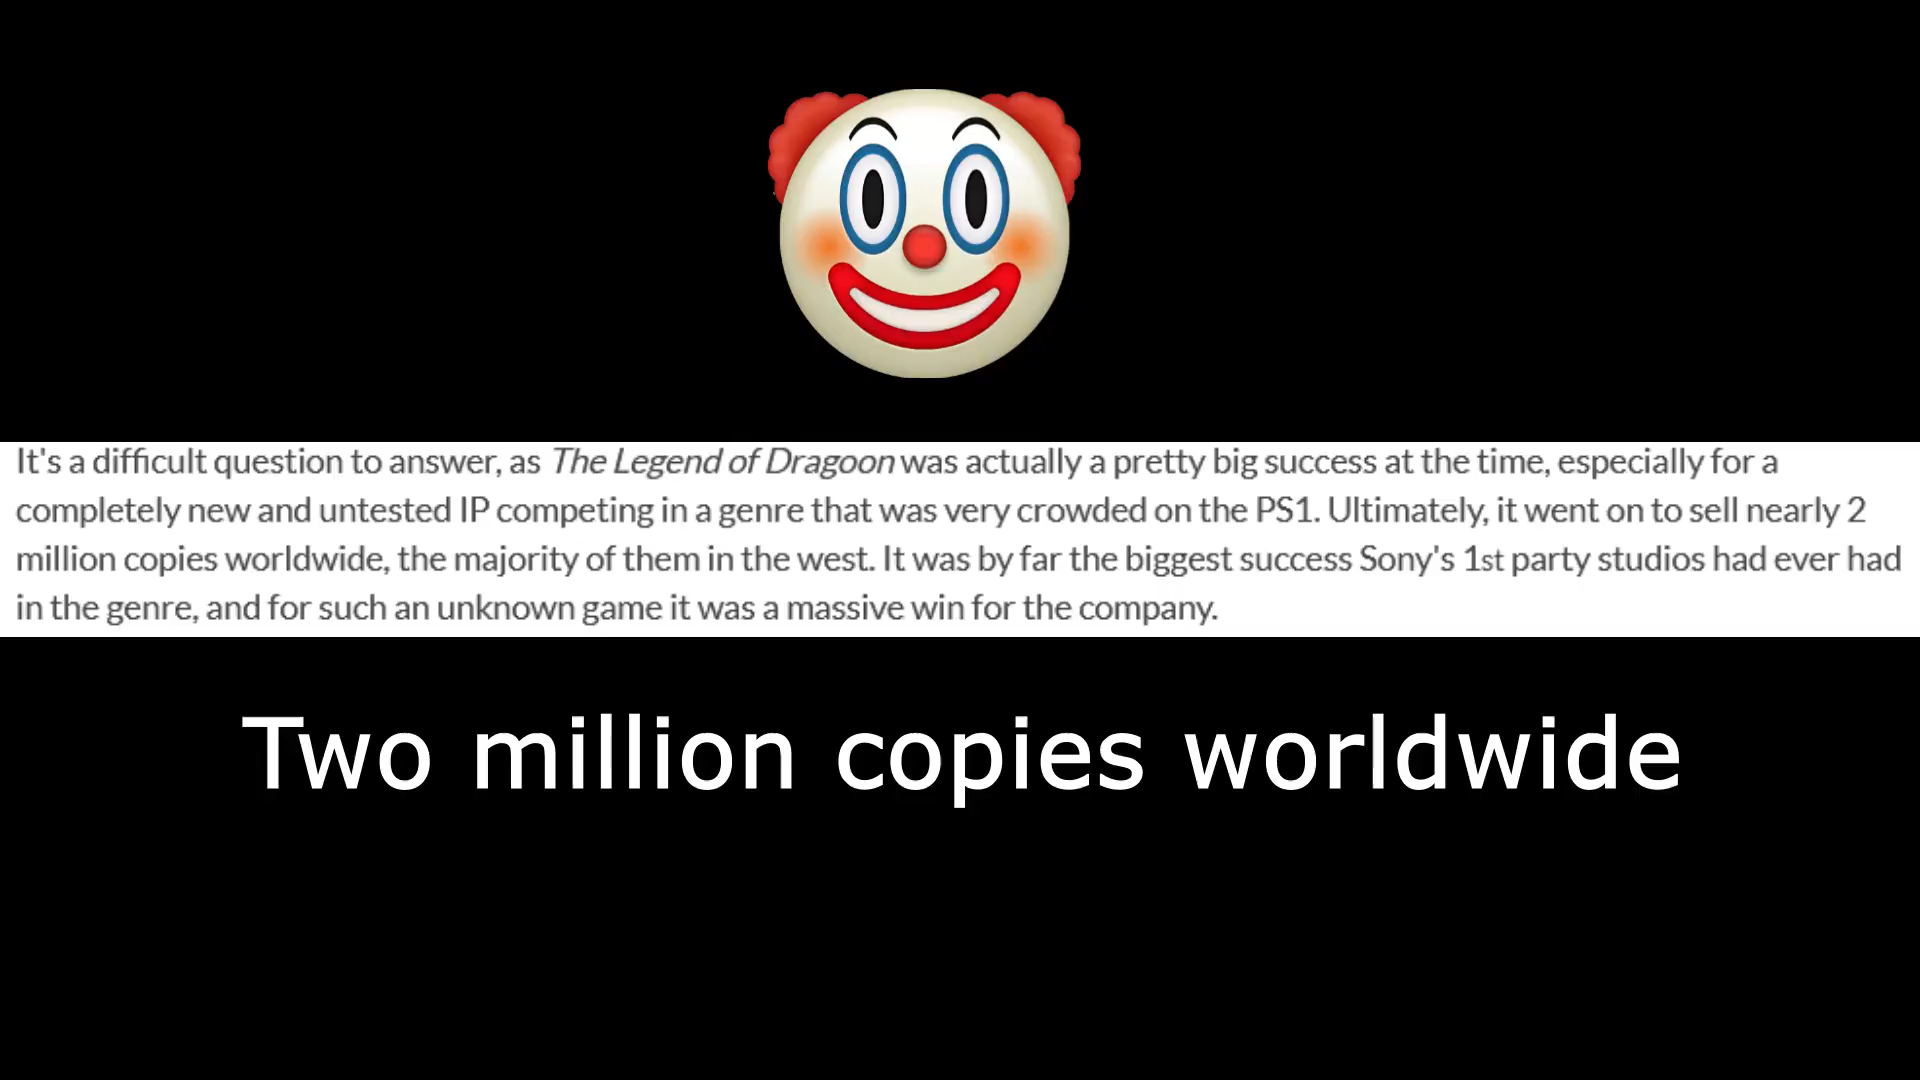 It's a difficult question to answer, as The Legend of Dragoon was actually a pretty big success at the time, especially for a
completely new and untested IP competing in a genre that was very crowded on the PS1. Ultimately, it went on to sell nearly 2
million copies worldwide, the majority of them in the west. It was by far the biggest success Sony's 1st party studios had ever had
in the genre, and for such an unknown game it was a massive win for the company.
Two million copies worldwide